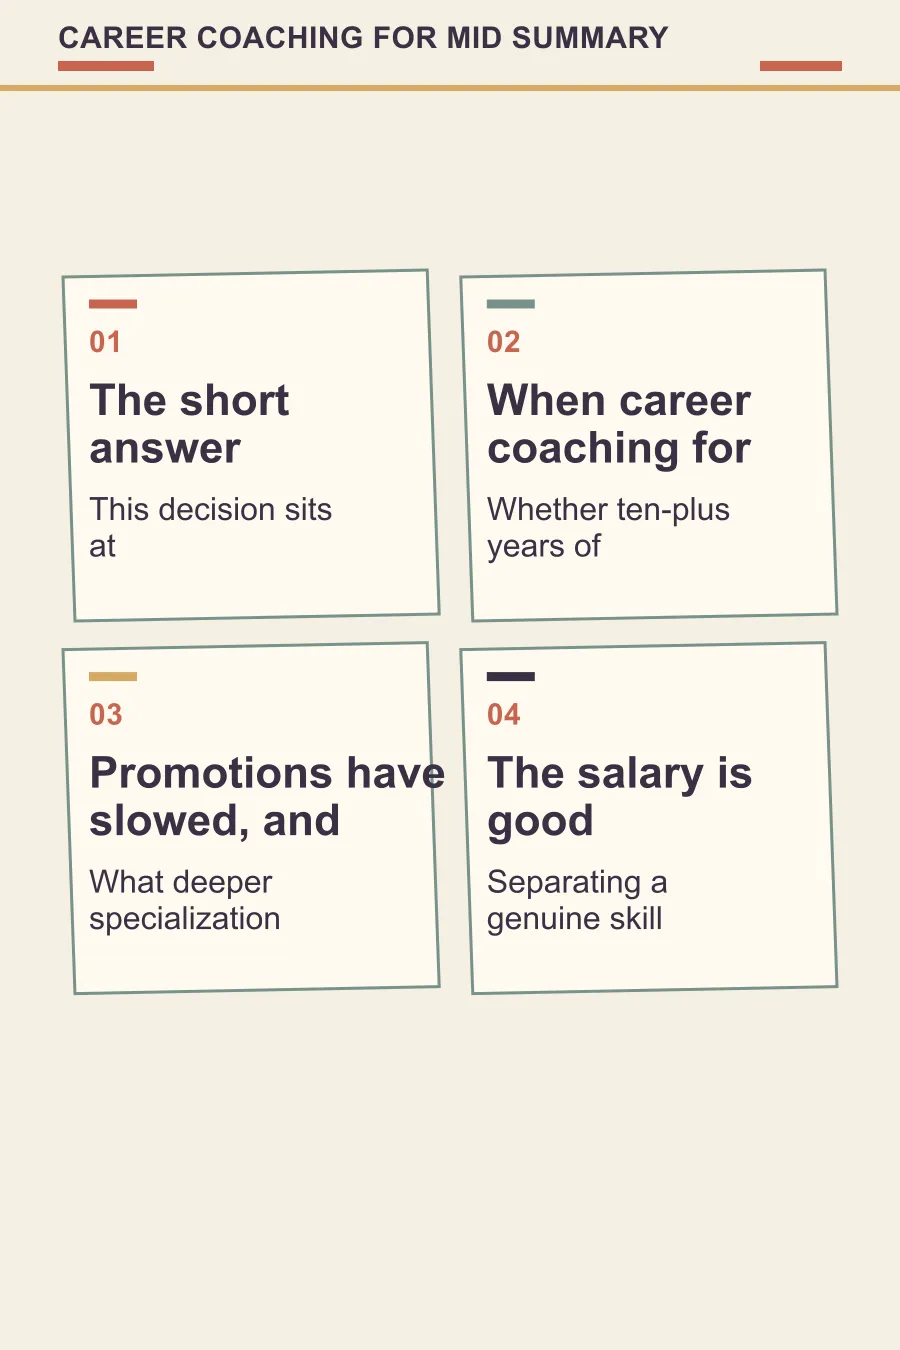 CAREER COACHING FOR MID SUMMARY
01
The short
answer
This decision sits
at
02
When career
coaching for
Whether ten-plus
years of
03
Promotions have
slowed, and
What deeper
specialization
04
The salary is
good
Separating a
genuine skill